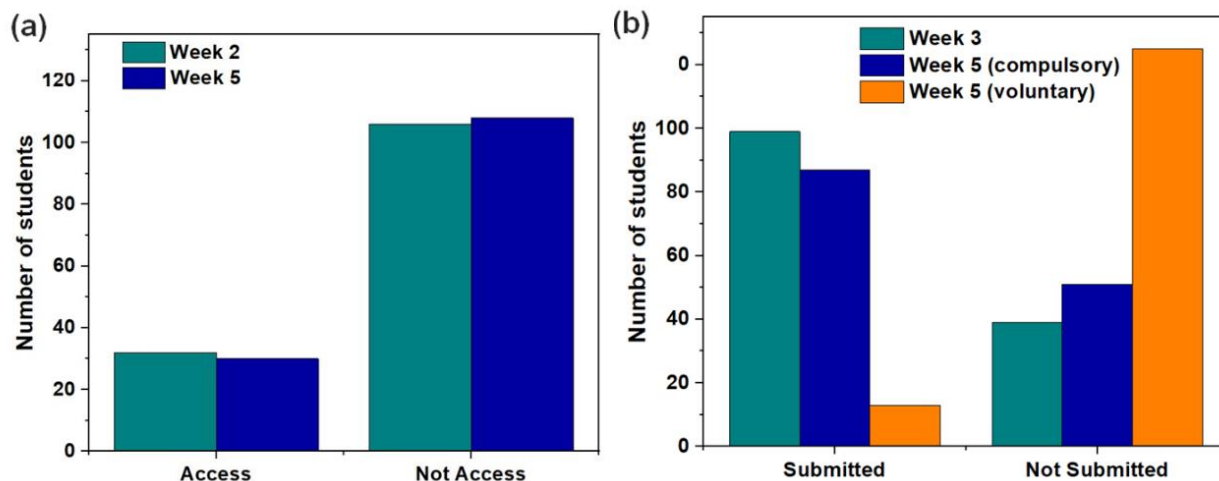 (a)
Week 2
Week 5
Number of students
120
100
80
60
40
20
0
Access
Not Access
(b)
Week 3
Week 5 (compulsory)
Week 5 (voluntary)
Number of students
0
100
80
60
40
20
0
Submitted
Not Submitted